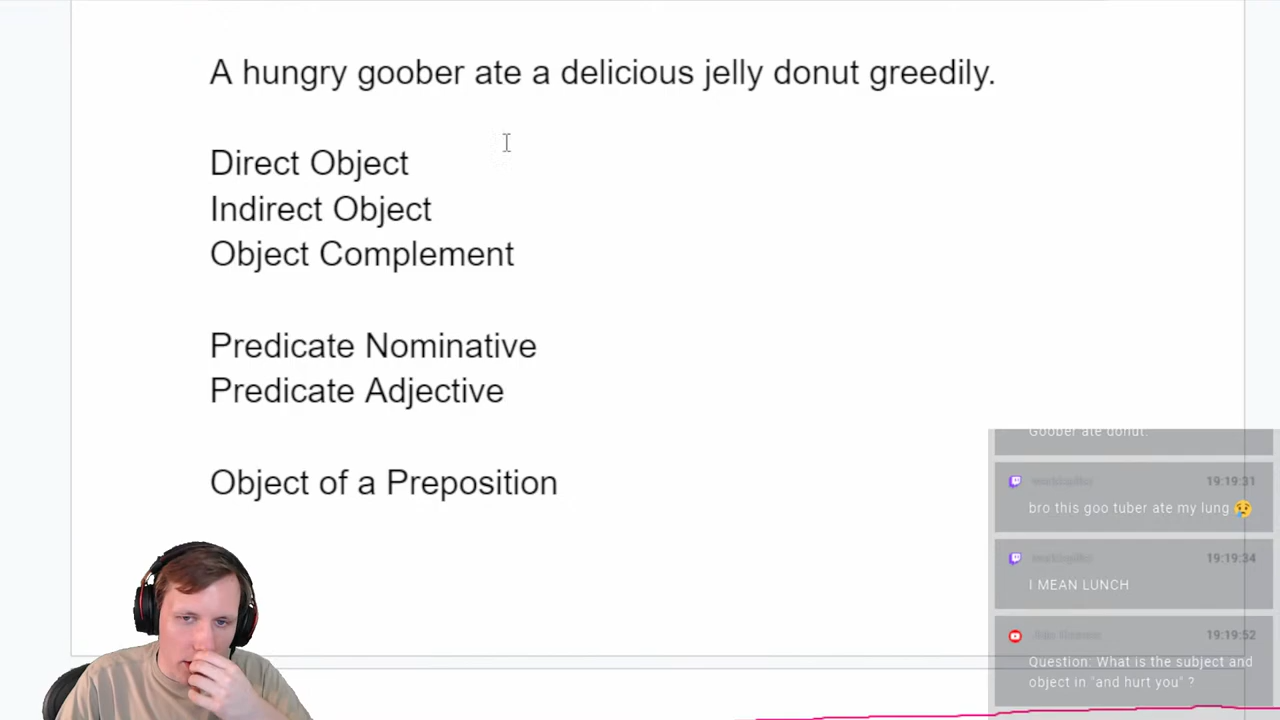 A hungry goober ate a delicious jelly donut greedily.
Direct Object
Indirect Object
Object Complement
Predicate Nominative
Predicate Adjective
Object of a Preposition
Goober ate donut.
19:19:31
bro this goo tuber ate my lung 😢
19:19:34
I MEAN LUNCH
19:19:52
Question: What is the subject and
object in "and hurt you" ?